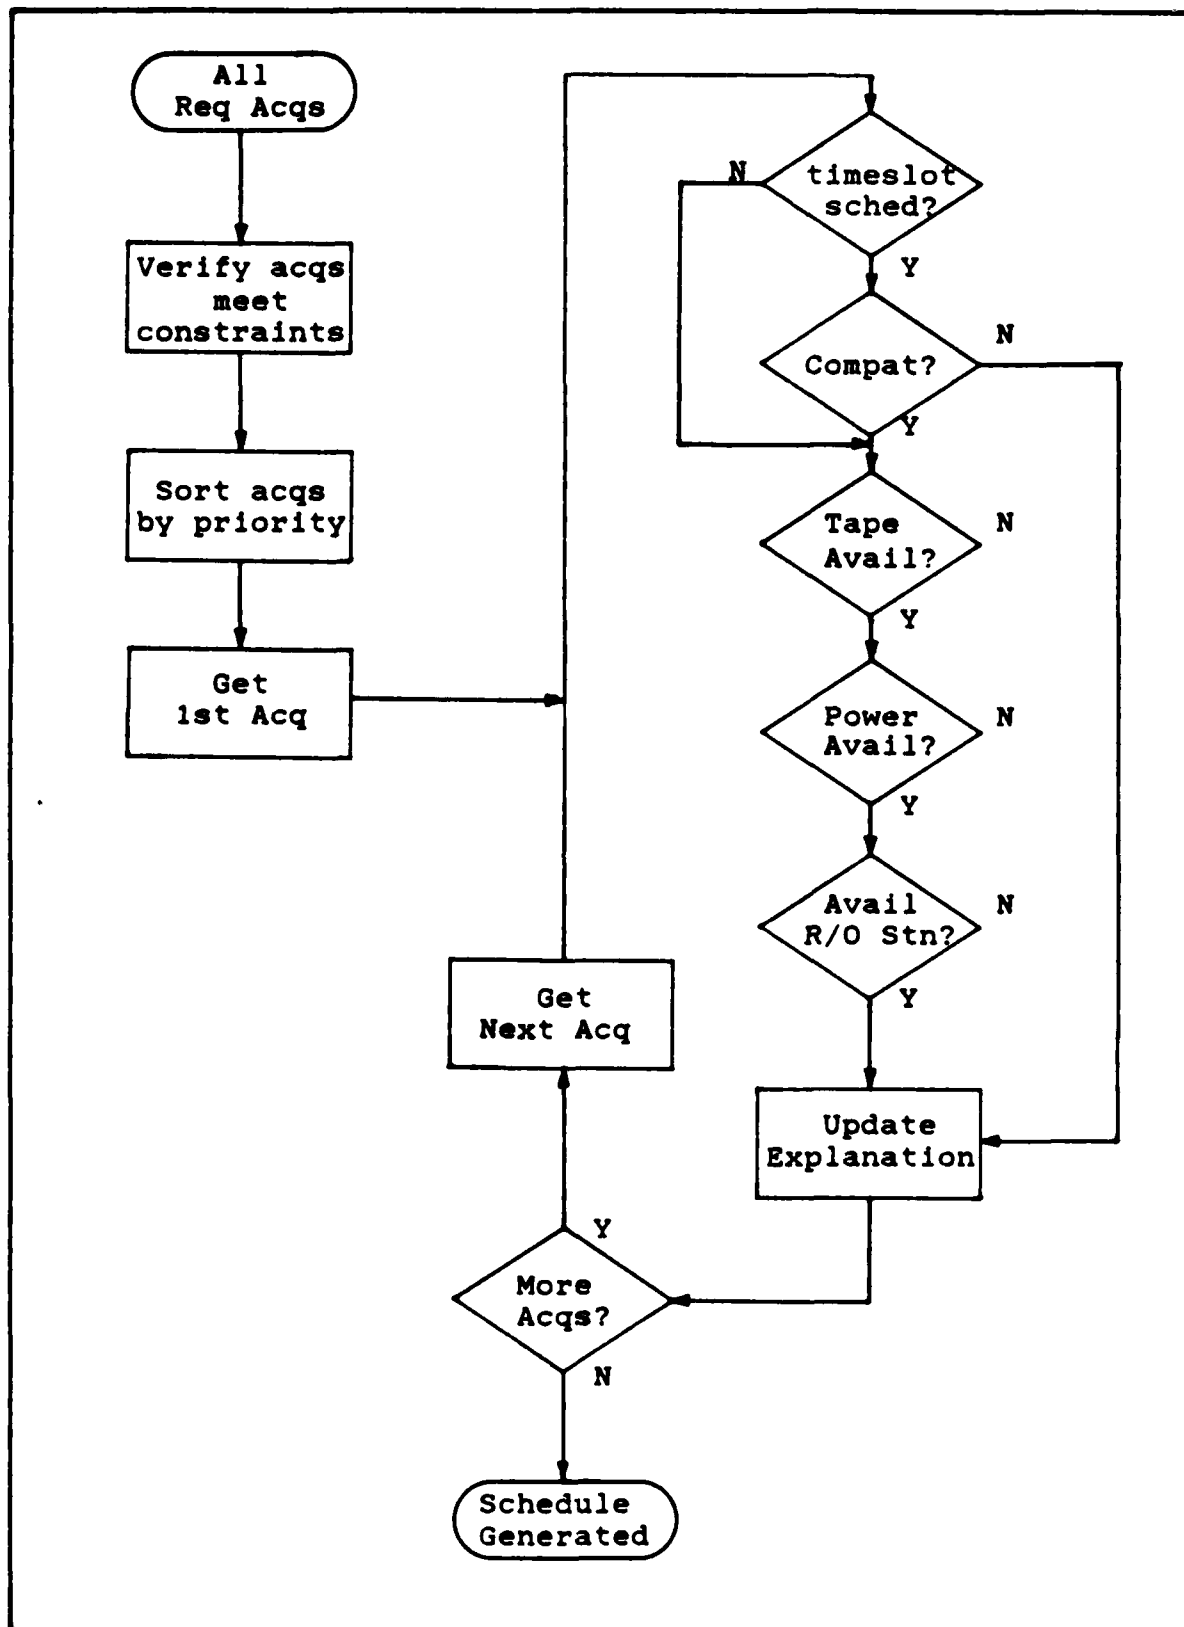 All
Req Acqs
Verify acqs
meet
constraints
Sort acqs
by priority
Get
1st Acq
N
timeslot
sched?
Y
Compat?
N
Y
Tape
Avail?
N
Y
Power
Avail?
N
Y
Avail
R/O Stn?
N
Y
Update
Explanation
Get
Next Acq
Y
More
Acqs?
N
Schedule
Generated